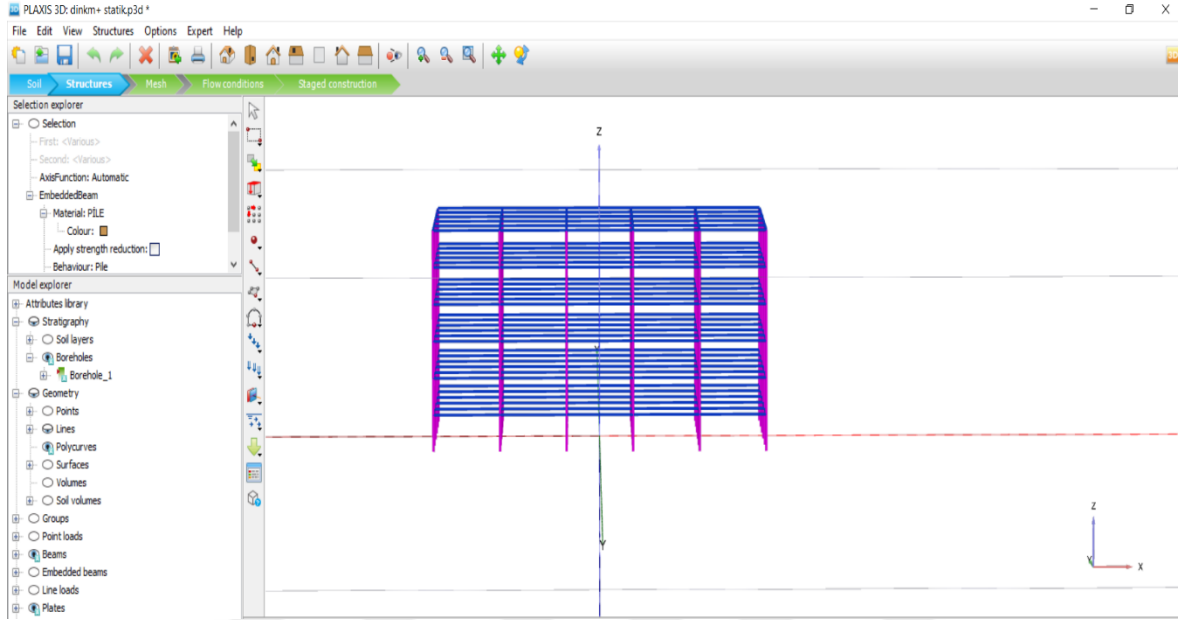 PLAXIS 3D: dinkm+ statik.p3d *
File Edit View Structures Options Expert Help
Soil Structures Mesh Flow conditions Staged construction
Selection explorer
Selection
First: <Various>
Second: <Various>
AxisFunction: Automatic
EmbeddedBeam
Material: PİLE
Colour:
Apply strength reduction:
Behaviour: Pile
Model explorer
Attributes library
Stratigraphy
Soil layers
Boreholes
Borehole_1
Geometry
Points
Lines
Polycurves
Surfaces
Volumes
Soil volumes
Groups
Point loads
Beams
Embedded beams
Line loads
Plates
Z
Y
Y
Z
Y
X